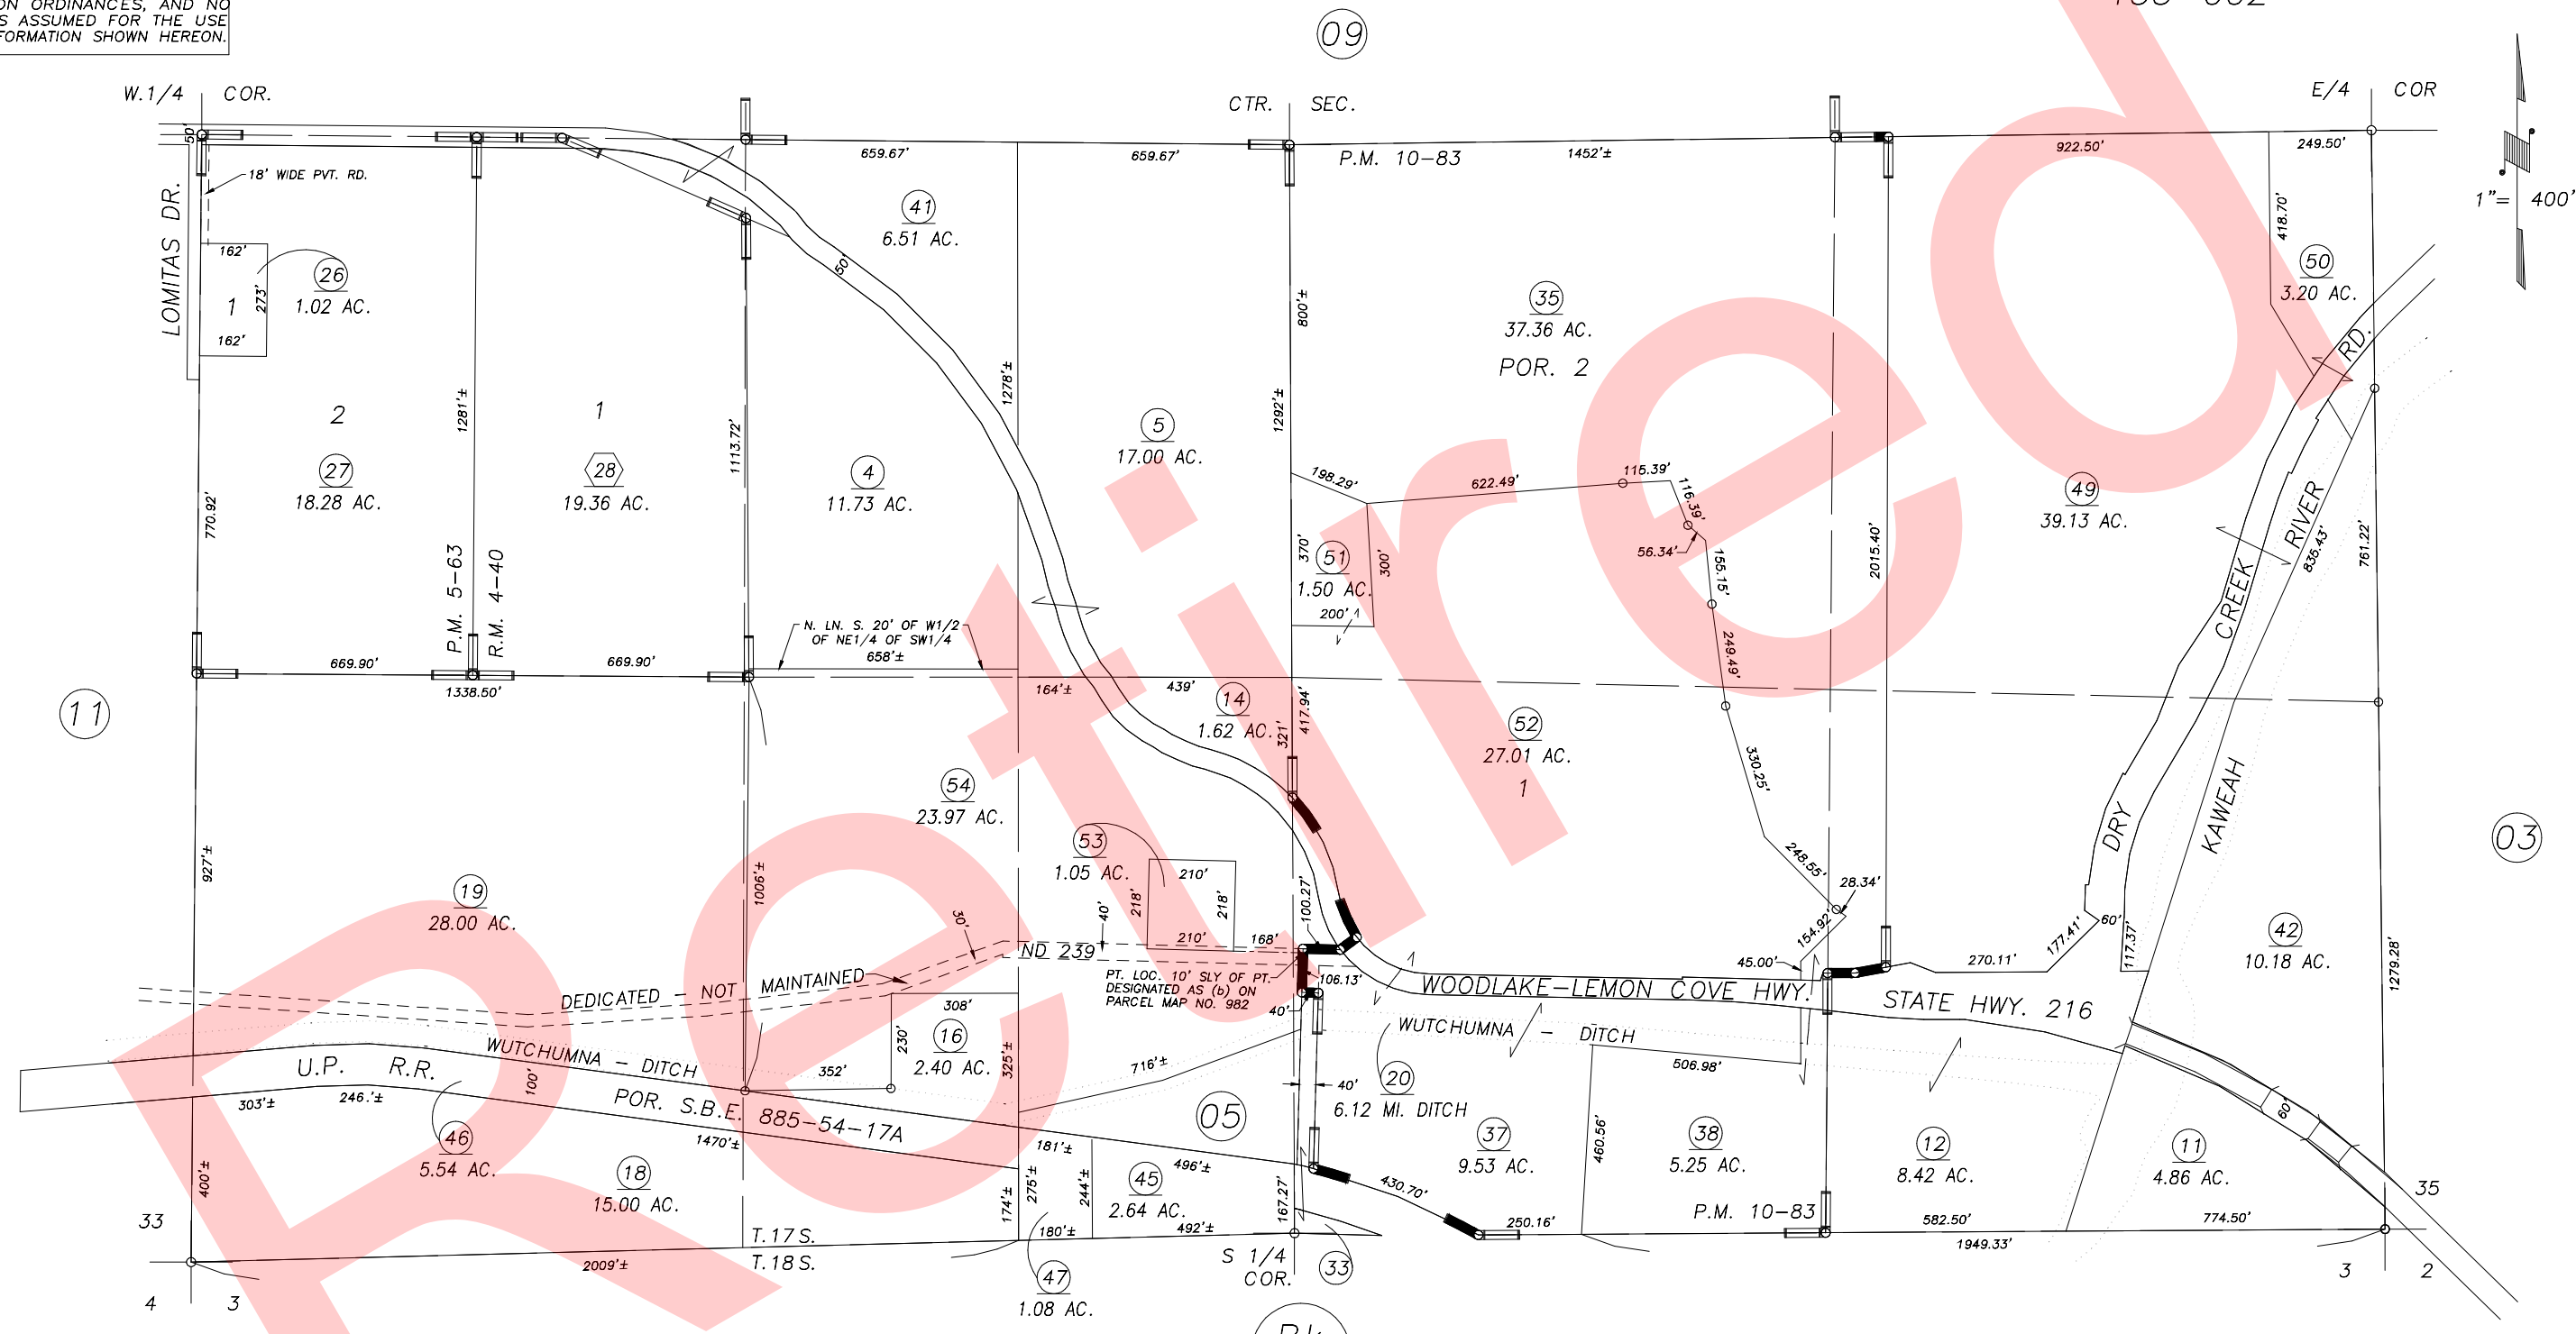 ON ORDINANCES, AND NO
S ASSUMED FOR THE USE
FORMATION SHOWN HEREON.
09
W.1/4 COR.
CTR. SEC.
E/4 COR
1"= 400'
50'
659.67'
659.67'
P.M. 10-83
1452'±
922.50'
249.50'
LOMITAS DR.
18' WIDE PVT. RD.
162'
273'
1
162'
26
1.02 AC.
41
6.51 AC.
50'
800'±
35
37.36 AC.
POR. 2
418.70'
50
3.20 AC.
2
27
18.28 AC.
770.92'
1281'±
P.M. 5-63
R.M. 4-40
1
28
19.36 AC.
1113.72'
4
11.73 AC.
1278'±
5
17.00 AC.
1292'±
198.29'
622.49'
115.39'
116.39'
56.34'
155.15'
249.49'
370'
51
1.50 AC.
300'
200'
2015.40'
49
39.13 AC.
DRY CREEK RD.
KAWEAH RIVER
835.43'
761.22'
N. LN. S. 20' OF W1/2
OF NE1/4 OF SW1/4
658'±
669.90'
669.90'
1338.50'
164'±
439'
11
14
1.62 AC.
321'
417.94'
52
27.01 AC.
1
330.25'
248.55'
28.34'
154.92'
45.00'
03
927'±
19
28.00 AC.
1006'±
54
23.97 AC.
53
1.05 AC.
210'
218'
218'
210'
168'
100.27'
30'
40'
ND 239
DEDICATED - NOT MAINTAINED
PT. LOC. 10' SLY OF PT.
DESIGNATED AS (b) ON
PARCEL MAP NO. 982
106.13'
40'
WOODLAKE-LEMON COVE HWY.
STATE HWY. 216
270.11'
177.41'
60'
117.37'
42
10.18 AC.
1279.28'
WUTCHUMNA - DITCH
308'
230'
16
2.40 AC.
325'±
352'
716'±
WUTCHUMNA - DITCH
506.98'
U.P. R.R.
100'
303'±
246.'±
POR. S.B.E. 885-54-17A
1470'±
05
40'
20
6.12 MI. DITCH
60'
46
5.54 AC.
400'±
18
15.00 AC.
174'±
275'±
181'±
244'±
496'±
45
2.64 AC.
167.27'
430.70'
37
9.53 AC.
460.56'
38
5.25 AC.
12
8.42 AC.
11
4.86 AC.
33
35
T.17 S.
T.18 S.
2009'±
180'±
492'±
S 1/4
COR.
33
250.16'
P.M. 10-83
582.50'
774.50'
1949.33'
47
1.08 AC.
4
3
3
2
Retired